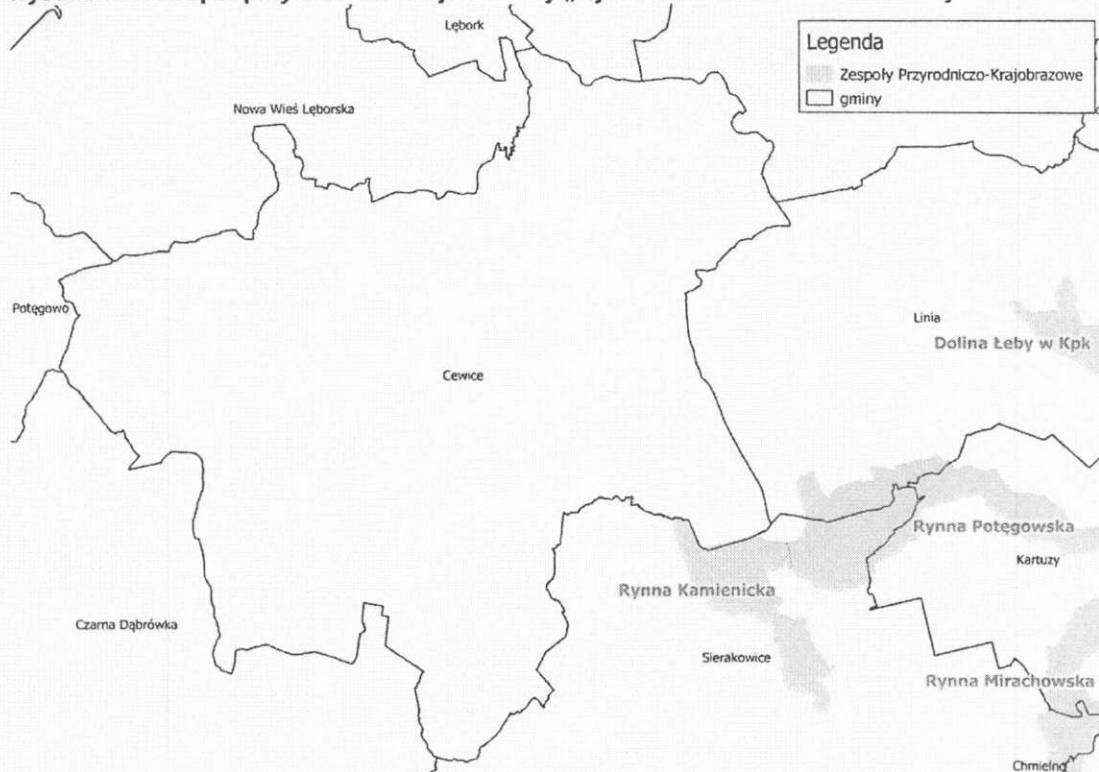 Lębork
Legenda
Zespoły Przyrodniczo-Krajobrazowe
gminy
Nowa Wieś Lęborska
Potęgowo
Linia
Dolina Łeby w Kpk
Cewice
Rynna Potęgowska
Kartuzy
Rynna Kamienicka
Czarna Dąbrówka
Sierakowice
Rynna Mirachowska
Chmielno